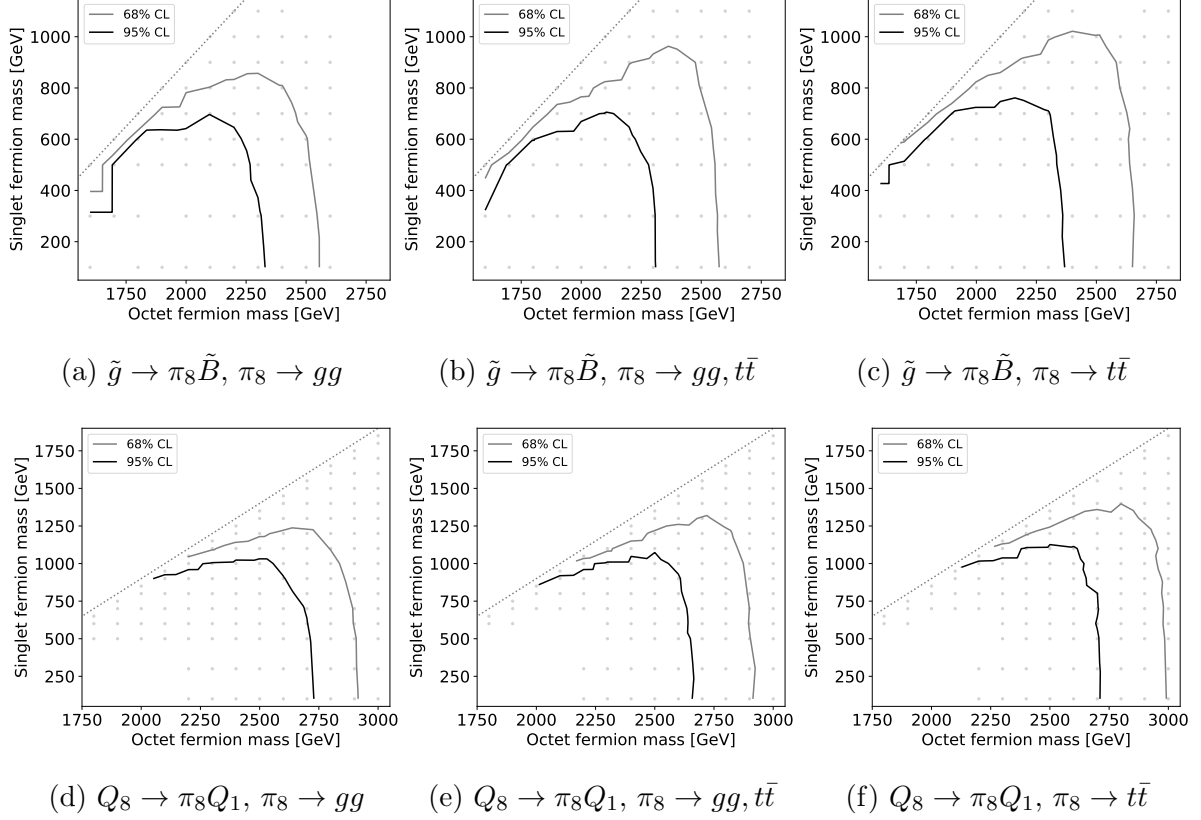 68% CL
95% CL
1000
800
600
400
200
Singlet fermion mass [GeV]
1750 2000 2250 2500 2750
Octet fermion mass [GeV]
68% CL
95% CL
1000
800
600
400
200
Singlet fermion mass [GeV]
1750 2000 2250 2500 2750
Octet fermion mass [GeV]
68% CL
95% CL
1000
800
600
400
200
Singlet fermion mass [GeV]
1750 2000 2250 2500 2750
Octet fermion mass [GeV]
(a) g̃ → π₈B̃, π₈ → gg
(b) g̃ → π₈B̃, π₈ → gg, tt̄
(c) g̃ → π₈B̃, π₈ → tt̄
68% CL
95% CL
1750
1500
1250
1000
750
500
250
Singlet fermion mass [GeV]
1750 2000 2250 2500 2750 3000
Octet fermion mass [GeV]
68% CL
95% CL
1750
1500
1250
1000
750
500
250
Singlet fermion mass [GeV]
1750 2000 2250 2500 2750 3000
Octet fermion mass [GeV]
68% CL
95% CL
1750
1500
1250
1000
750
500
250
Singlet fermion mass [GeV]
1750 2000 2250 2500 2750 3000
Octet fermion mass [GeV]
(d) Q₈ → π₈Q₁, π₈ → gg
(e) Q₈ → π₈Q₁, π₈ → gg, tt̄
(f) Q₈ → π₈Q₁, π₈ → tt̄